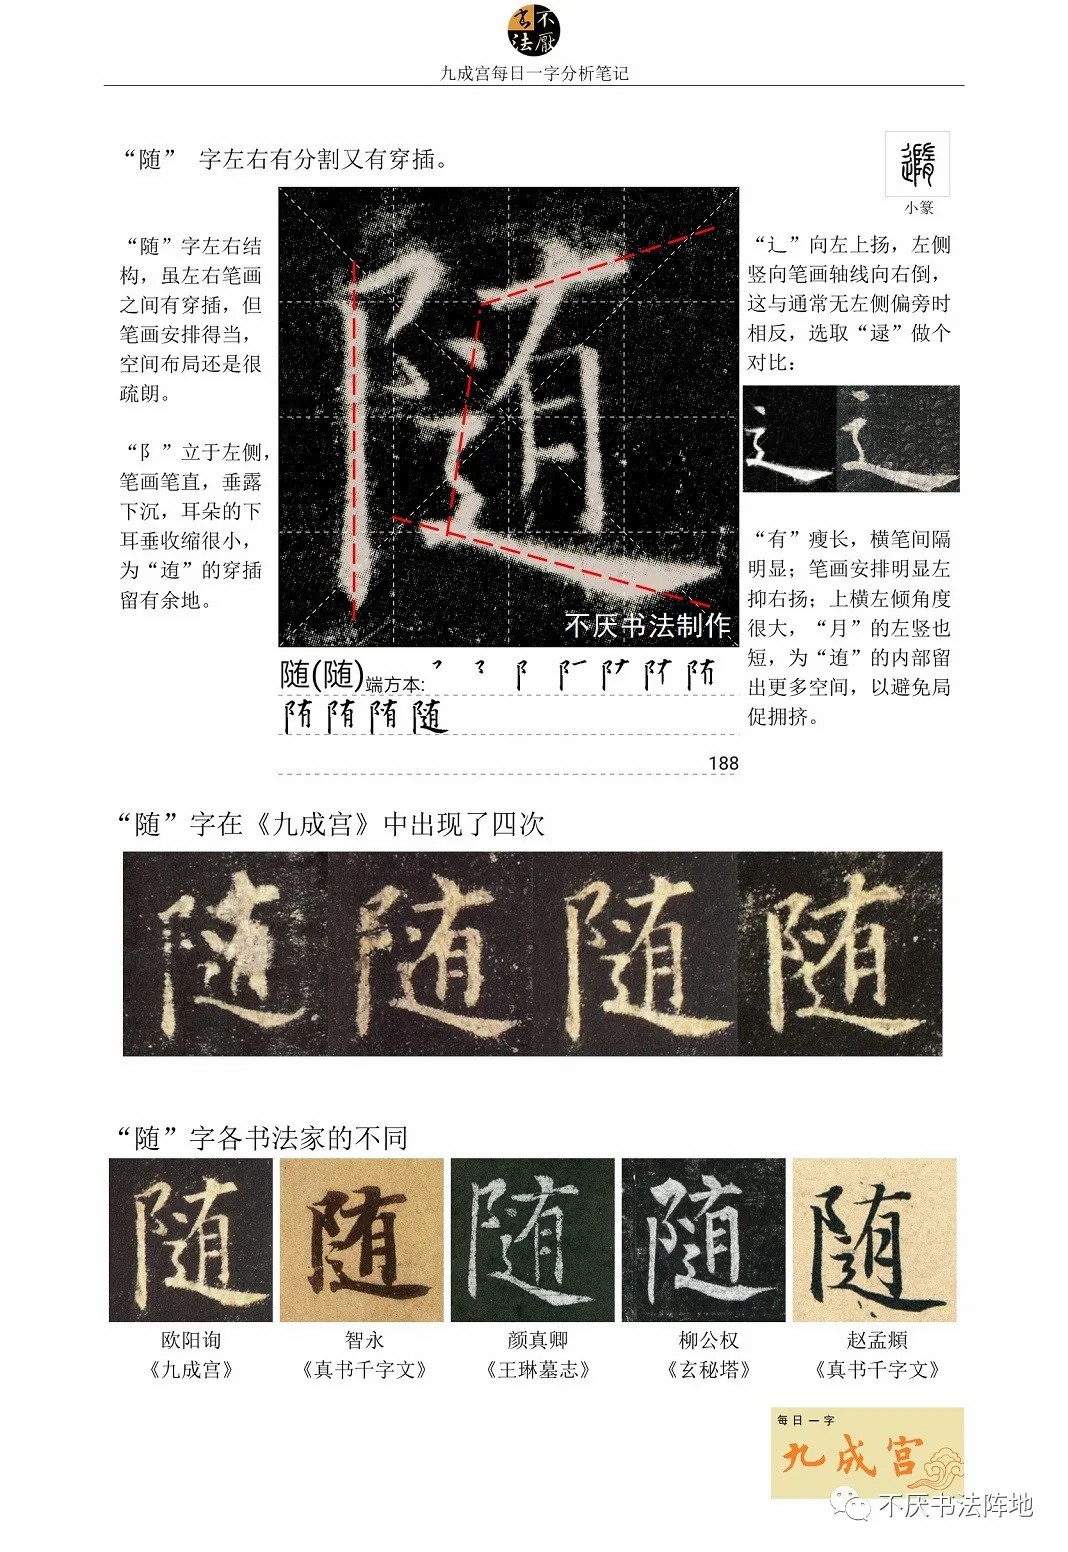 不厭书法
九成宫每日一字分析笔记
“随” 字左右有分割又有穿插。
小篆
“随”字左右结
构，虽左右笔画
之间有穿插，但
笔画安排得当，
空间布局还是很
疏朗。
“阝”立于左侧，
笔画笔直，垂露
下沉，耳朵的下
耳垂收缩很小，
为“迶”的穿插
留有余地。
随
不厌书法制作
“辶”向左上扬，左侧
竖向笔画轴线向右倒，
这与通常无左侧偏旁时
相反，选取“逯”做个
对比：
“有”瘦长，横笔间隔
明显；笔画安排明显左
抑右扬；上横左倾角度
很大，“月”的左竖也
短，为“迶”的内部留
出更多空间，以避免局
促拥挤。
随(随)端方本:
188
“随”字在《九成宫》中出现了四次
随 随 随 随
“随”字各书法家的不同
随 随 随 随 随
欧阳询 智永 颜真卿 柳公权 赵孟頫
《九成宫》 《真书千字文》 《王琳墓志》 《玄秘塔》 《真书千字文》
每日一字
九成宫
不厌书法阵地